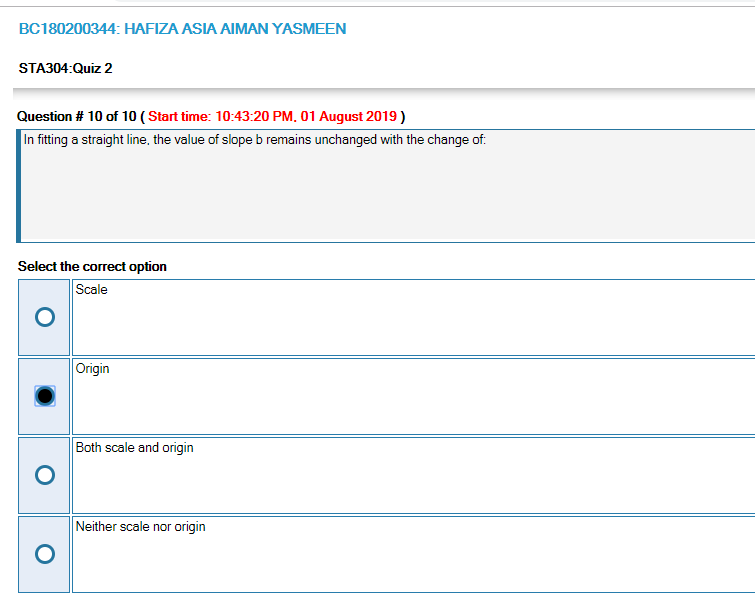 BC180200344: HAFIZA ASIA AIMAN YASMEEN
STA304:Quiz 2
Question # 10 of 10 ( Start time: 10:43:20 PM, 01 August 2019 )
In fitting a straight line, the value of slope b remains unchanged with the change of:
Select the correct option
Scale
Origin
Both scale and origin
Neither scale nor origin